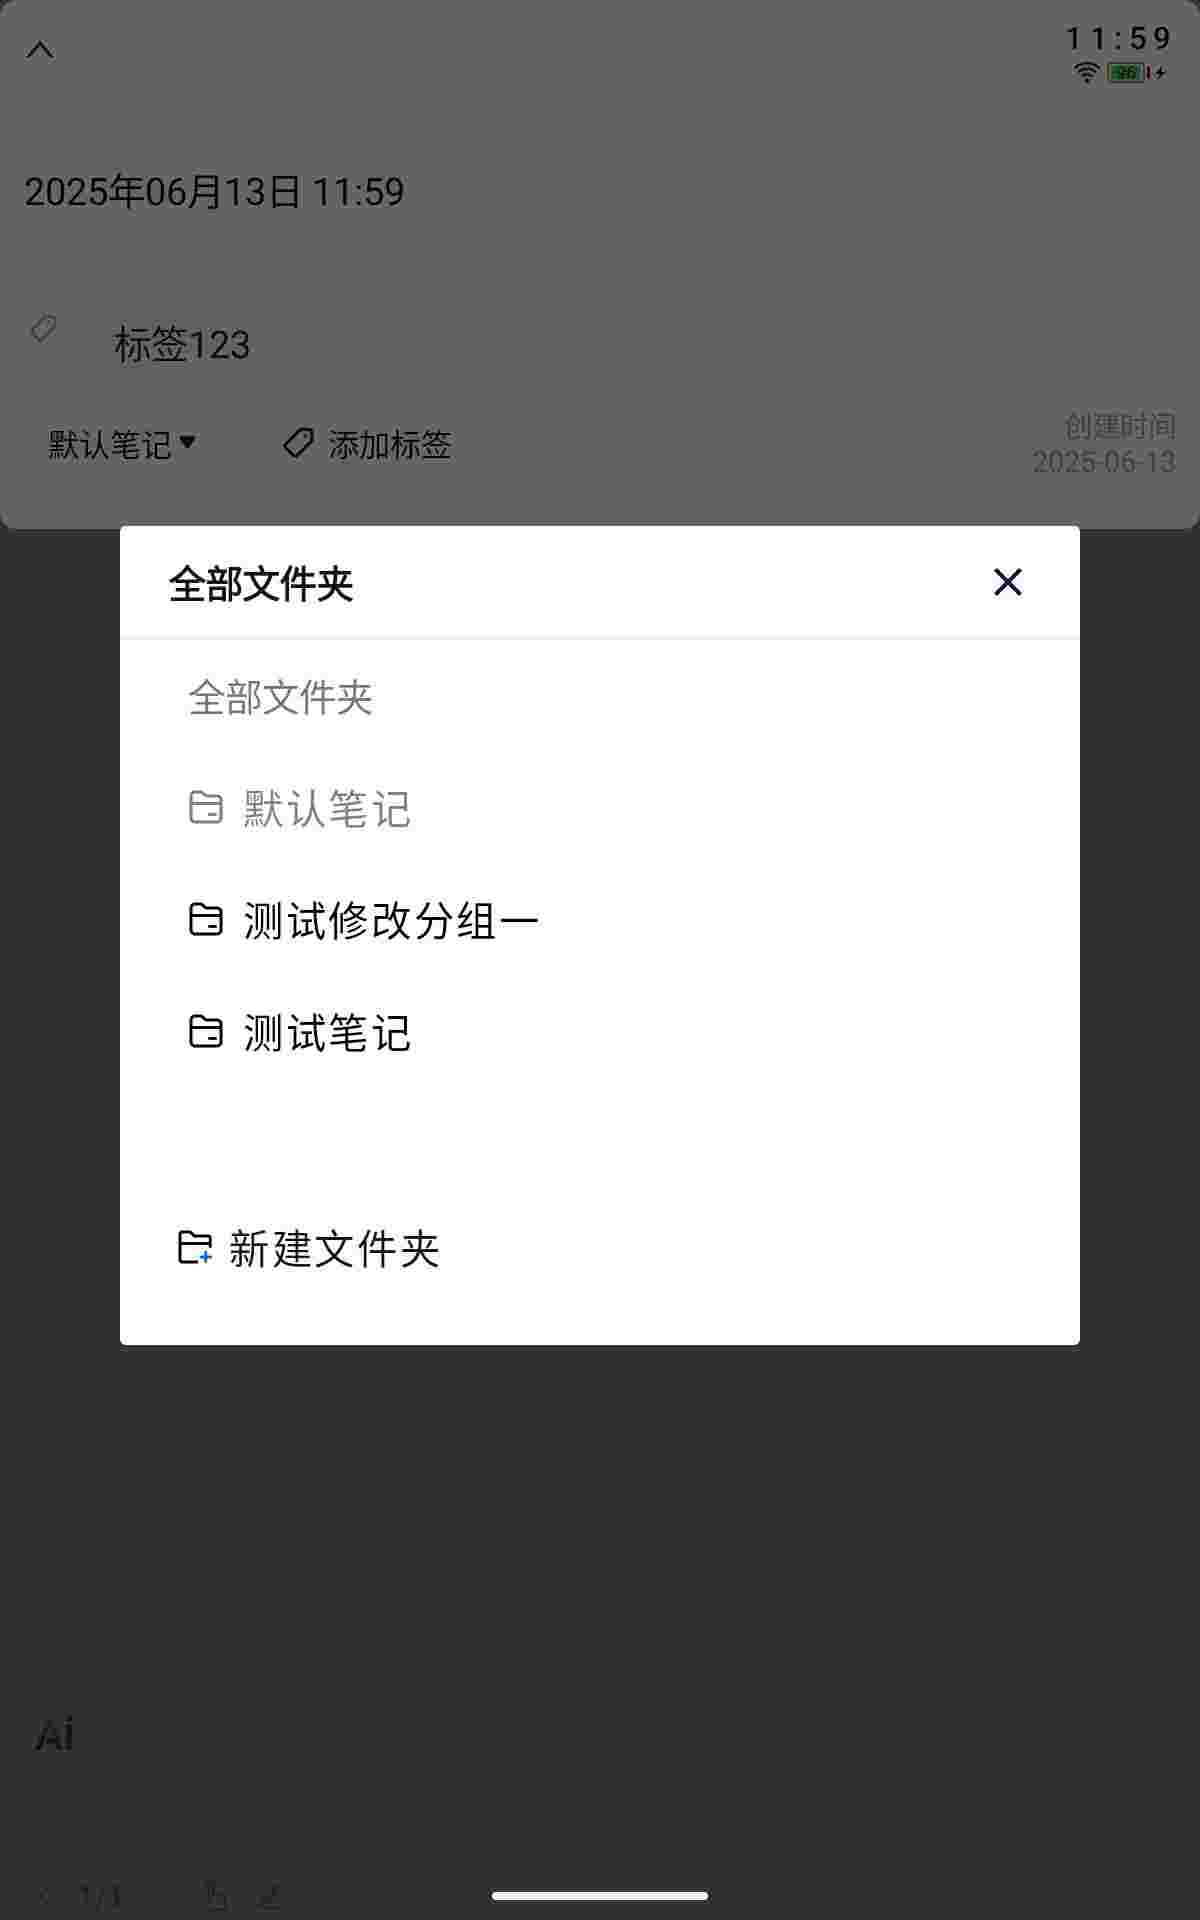 11:59
96
2025年06月13日 11:59
标签123
默认笔记 添加标签
创建时间
2025-06-13
全部文件夹
全部文件夹
默认笔记
测试修改分组一
测试笔记
新建文件夹
Ai
1/1